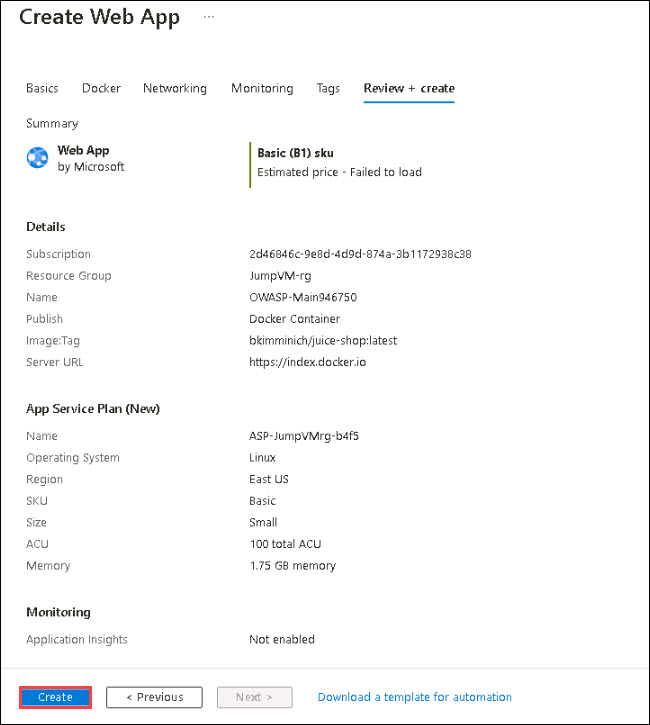 Create Web App ...
Basics Docker Networking Monitoring Tags Review + create
Summary
Web App
by Microsoft
Basic (B1) sku
Estimated price - Failed to load
Details
Subscription 2d46846c-9e8d-4d9d-874a-3b1172938c38
Resource Group JumpVM-rg
Name OWASP-Main946750
Publish Docker Container
Image:Tag bkimminich/juice-shop:latest
Server URL https://index.docker.io
App Service Plan (New)
Name ASP-JumpVMrg-b4f5
Operating System Linux
Region East US
SKU Basic
Size Small
ACU 100 total ACU
Memory 1.75 GB memory
Monitoring
Application Insights Not enabled
Create < Previous Next > Download a template for automation